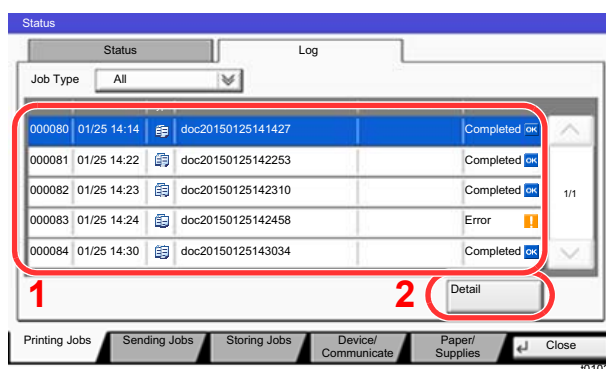 Status
Status Log
Job Type All
000080 01/25 14:14 doc20150125141427 Completed OK
000081 01/25 14:22 doc20150125142253 Completed OK
000082 01/25 14:23 doc20150125142310 Completed OK
1/1
000083 01/25 14:24 doc20150125142458 Error !
000084 01/25 14:30 doc20150125143034 Completed OK
1 2 Detail
Printing Jobs Sending Jobs Storing Jobs Device/ Paper/ Close
Communicate Supplies